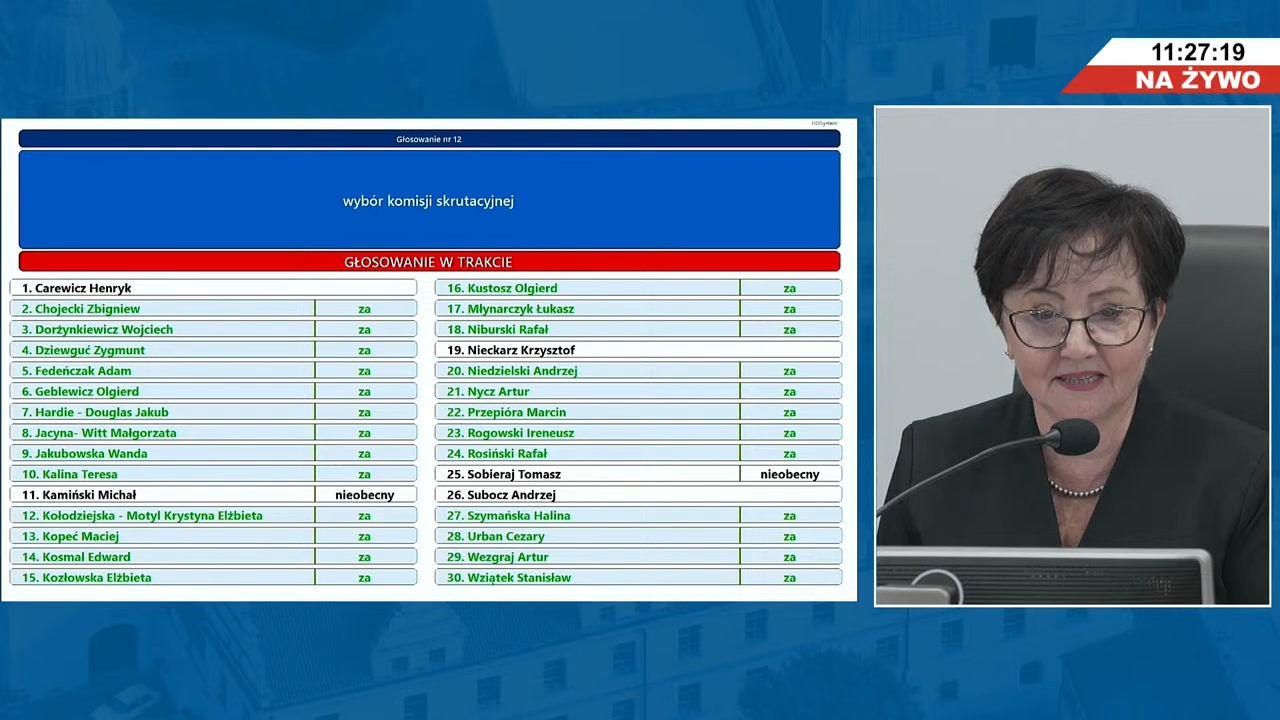 11:27:19
NA ŻYWO
HDSystem
Głosowanie nr 12
wybór komisji skrutacyjnej
GŁOSOWANIE W TRAKCIE
1. Carewicz Henryk
2. Chojecki Zbigniew za
3. Dorżynkiewicz Wojciech za
4. Dziewguć Zygmunt za
5. Fedeńczak Adam za
6. Geblewicz Olgierd za
7. Hardie - Douglas Jakub za
8. Jacyna- Witt Małgorzata za
9. Jakubowska Wanda za
10. Kalina Teresa za
11. Kamiński Michał nieobecny
12. Kołodziejska - Motyl Krystyna Elżbieta za
13. Kopeć Maciej za
14. Kosmal Edward za
15. Kozłowska Elżbieta za
16. Kustosz Olgierd za
17. Młynarczyk Łukasz za
18. Niburski Rafał za
19. Nieckarz Krzysztof
20. Niedzielski Andrzej za
21. Nycz Artur za
22. Przepióra Marcin za
23. Rogowski Ireneusz za
24. Rosiński Rafał za
25. Sobieraj Tomasz nieobecny
26. Subocz Andrzej
27. Szymańska Halina za
28. Urban Cezary za
29. Wezgraj Artur za
30. Wziątek Stanisław za